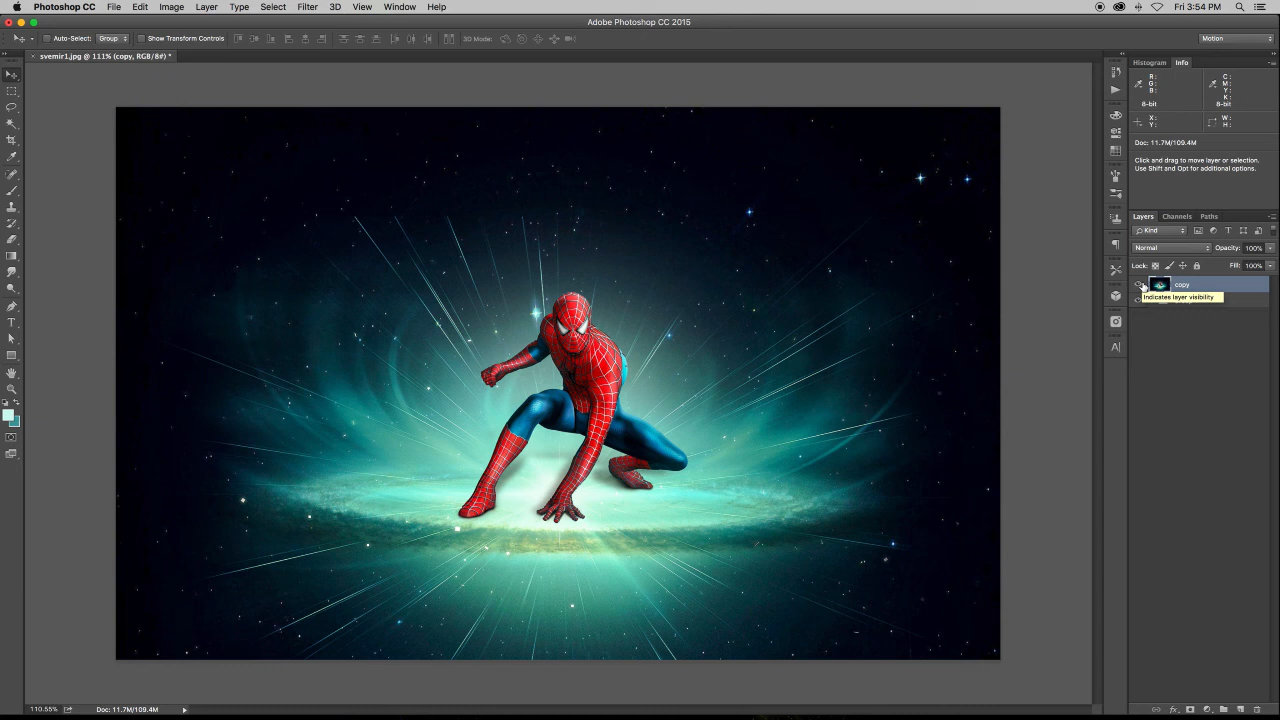 Photoshop CC File Edit Image Layer Type Select Filter 3D View Window Help Fri 3:54 PM
Adobe Photoshop CC 2015
Auto-Select: Group Show Transform Controls 3D Mode: Motion
svemir1.jpg @ 111% (copy, RGB/8#) *
Histogram Info
R: C:
G: M:
B: Y:
K:
8-bit 8-bit
X: W:
Y: H:
Doc: 11.7M/109.4M
Click and drag to move layer or selection.
Use Shift and Opt for additional options.
Layers Channels Paths
Kind
Normal Opacity: 100%
Lock: Fill: 100%
copy
Indicates layer visibility
110.55% Doc: 11.7M/109.4M